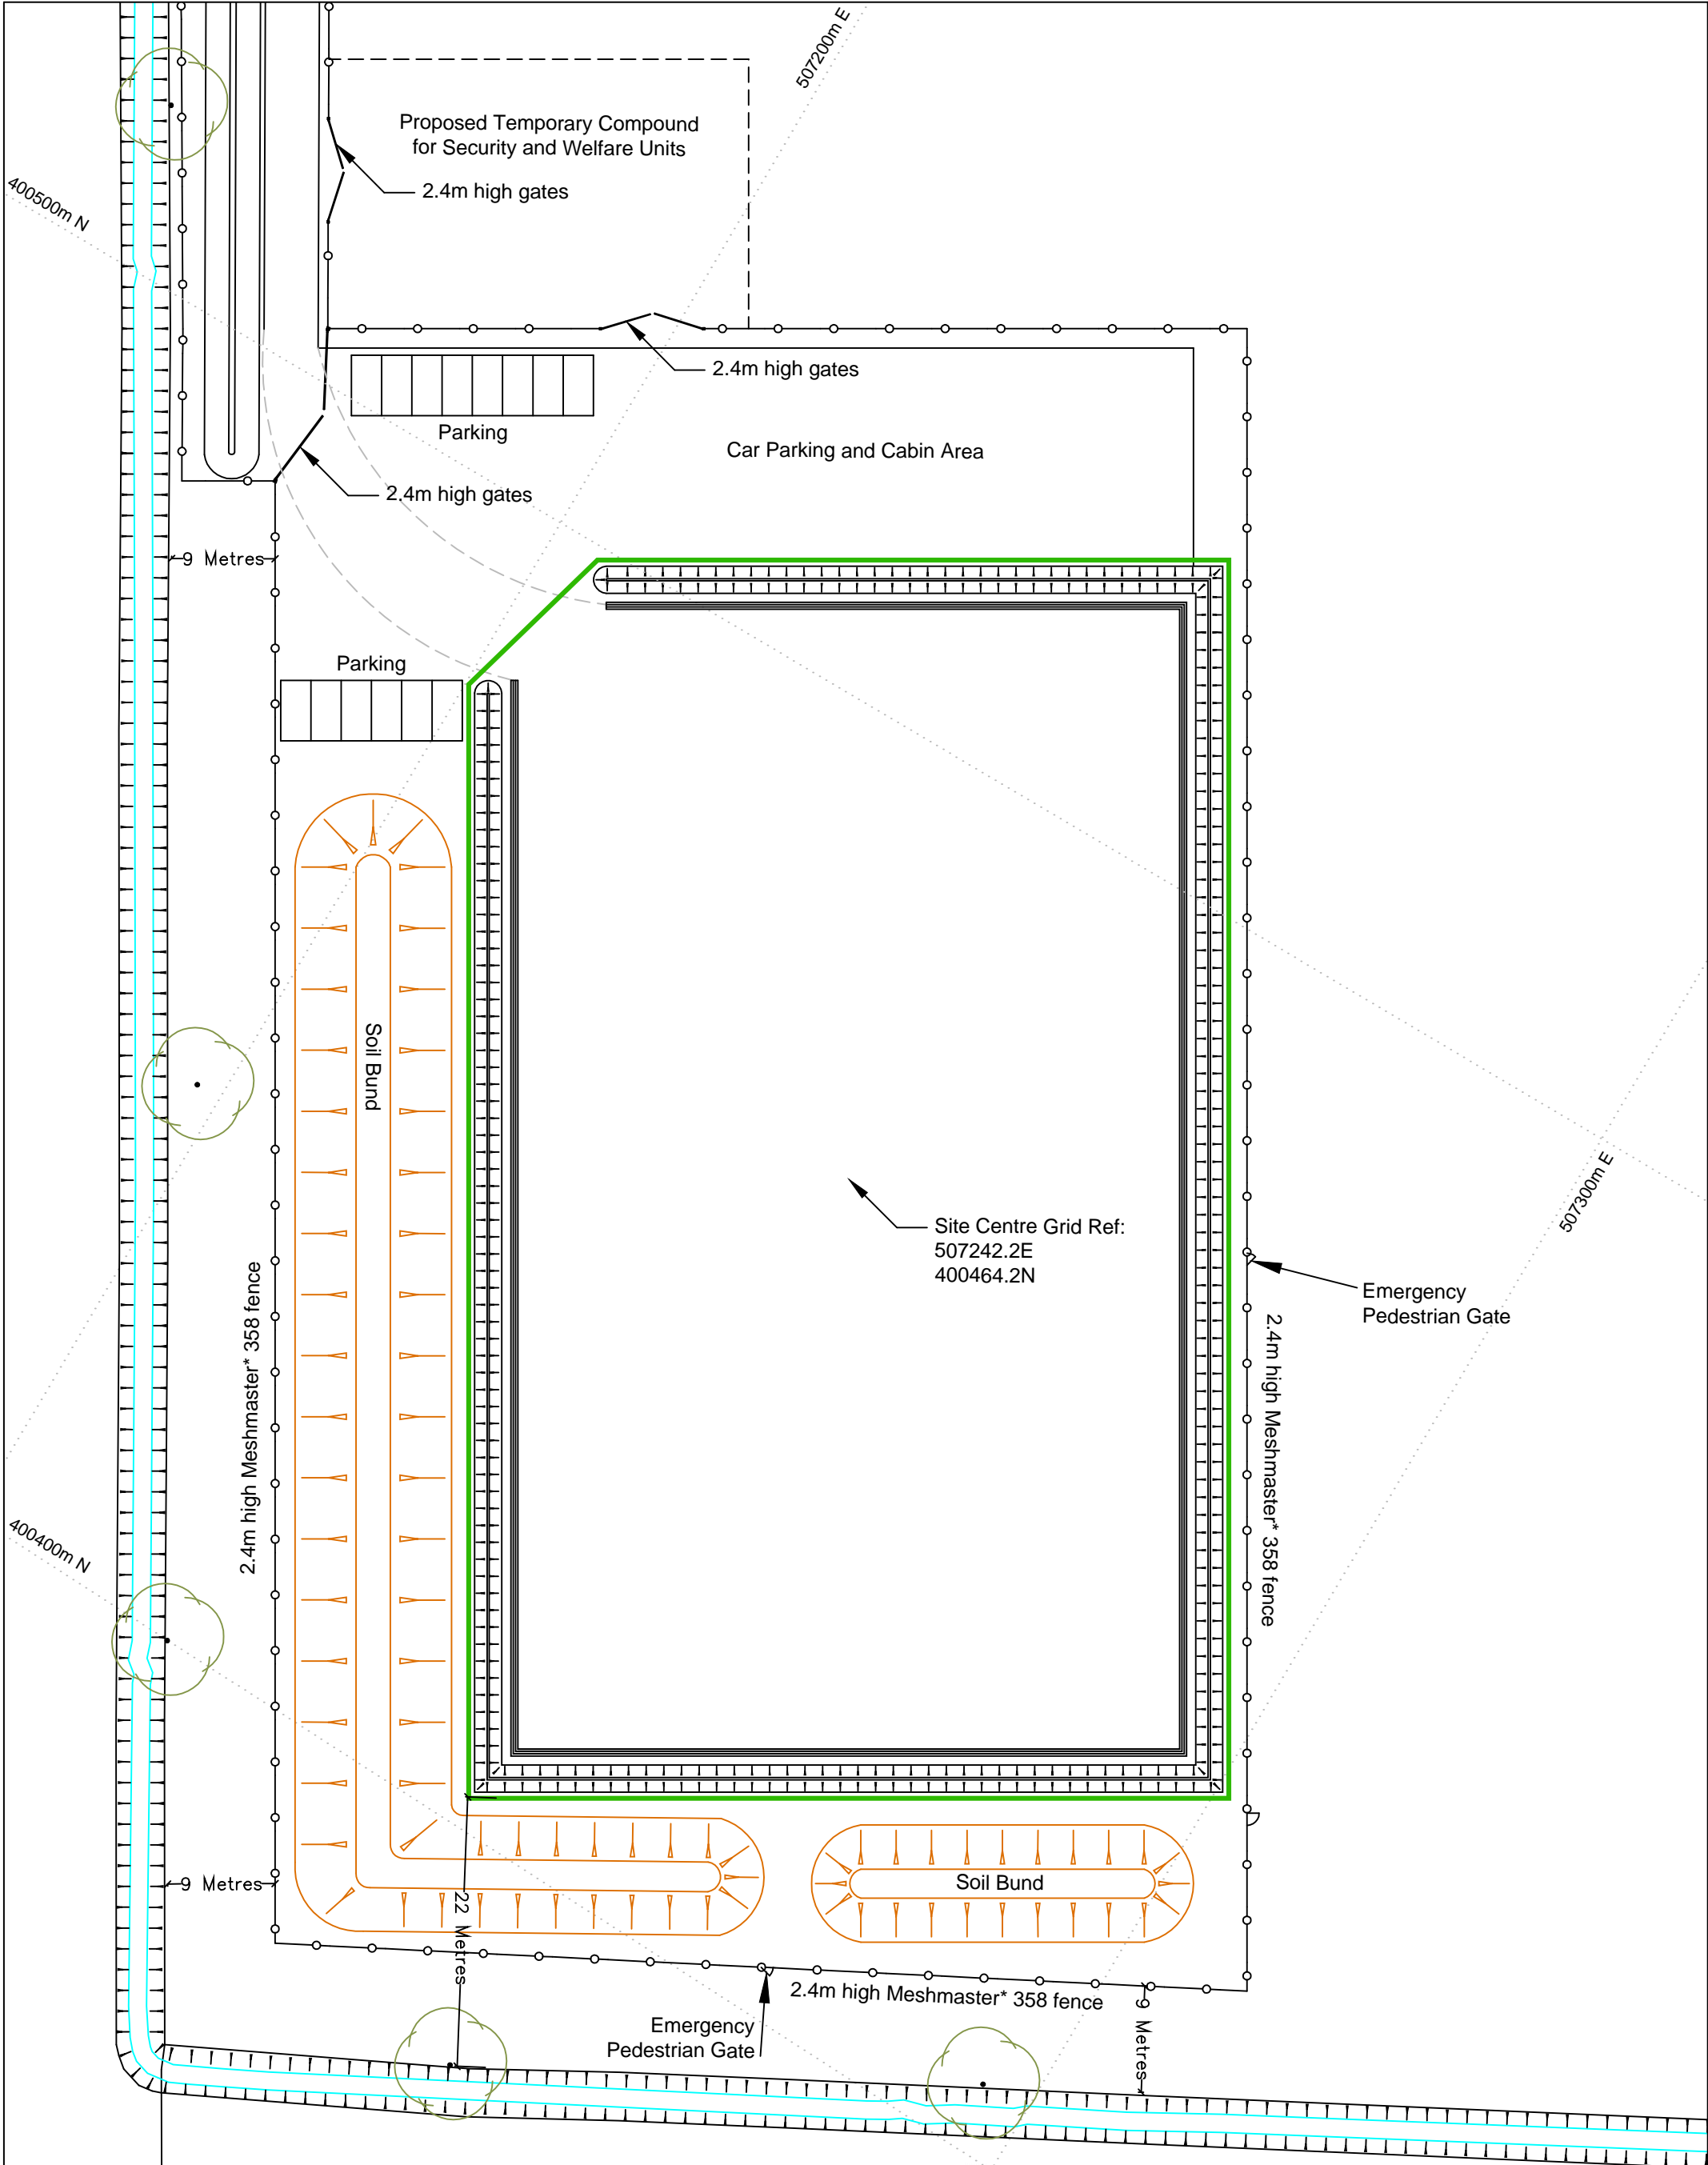 507200m E
Proposed Temporary Compound
for Security and Welfare Units
2.4m high gates
400500m N
2.4m high gates
Parking
Car Parking and Cabin Area
2.4m high gates
9 Metres
Parking
Soil Bund
507300m E
Site Centre Grid Ref:
507242.2E
400464.2N
Emergency
Pedestrian Gate
2.4m high Meshmaster* 358 fence
2.4m high Meshmaster* 358 fence
400400m N
9 Metres
22 Metres
Soil Bund
2.4m high Meshmaster* 358 fence
9 Metres
Emergency
Pedestrian Gate